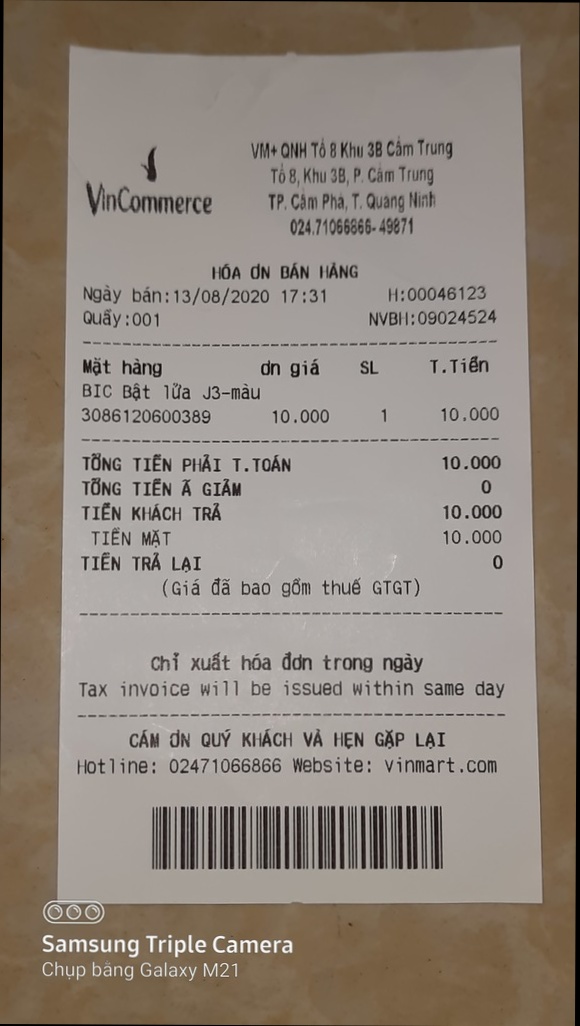 VinCommerce
VM+ QNH Tổ 8 Khu 3B Cẩm Trung
Tổ 8, Khu 3B, P. Cẩm Trung
TP. Cẩm Phả, T. Quảng Ninh
024.71066866- 49871
HÓA ƠN BÁN HÀNG
Ngày bán:13/08/2020 17:31 H:00046123
Quầy:001 NVBH:09024524
Mặt hàng ơn giá SL T.Tiền
BIC Bật lửa J3-màu
3086120600389 10.000 1 10.000
TỔNG TIỀN PHẢI T.TOÁN 10.000
TỔNG TIỀN Ã GIẢM 0
TIỀN KHÁCH TRẢ 10.000
TIỀN MẶT 10.000
TIỀN TRẢ LẠI 0
(Giá đã bao gồm thuế GTGT)
Chỉ xuất hóa đơn trong ngày
Tax invoice will be issued within same day
CẢM ƠN QUÝ KHÁCH VÀ HẸN GẶP LẠI
Hotline: 02471066866 Website: vinmart.com
Samsung Triple Camera
Chụp bằng Galaxy M21